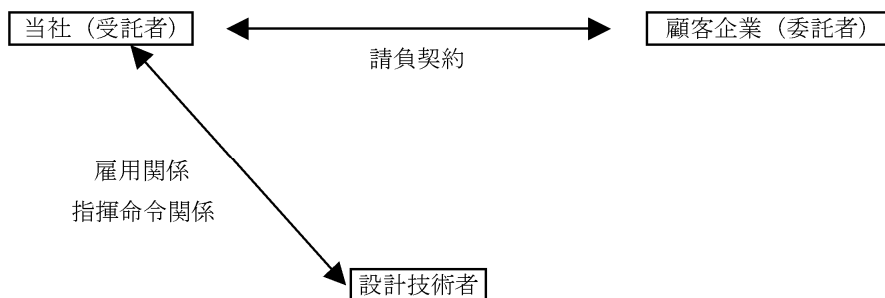 当社（受託者）
顧客企業（委託者）
請負契約
雇用関係
指揮命令関係
設計技術者